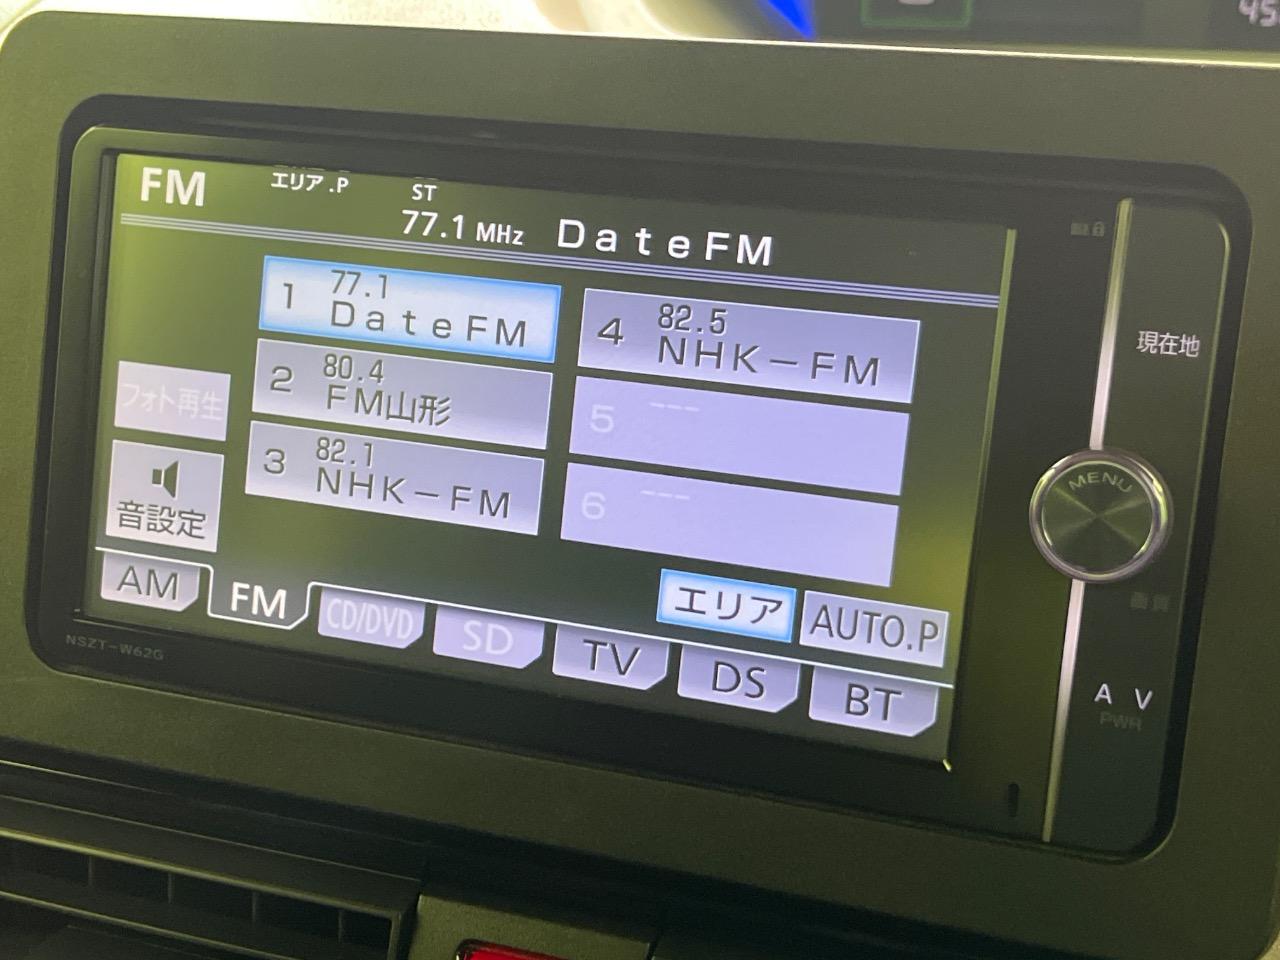 45
FM
エリア.P
ST
77.1 MHz
DateFM
1 77.1
DateFM
2 80.4
FM山形
3 82.1
NHK-FM
4 82.5
NHK-FM
5 ---
6 ---
フォト再生
音設定
エリア
AUTO.P
AM
FM
CD/DVD
SD
TV
DS
BT
NSZT-W62G
現在地
MENU
画質
A V
PWR